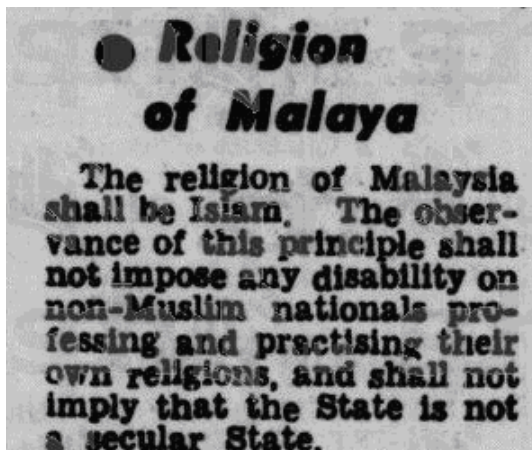 Religion
of Malaya
The religion of Malaysia
shall be Islam. The obser-
vance of this principle shall
not impose any disability on
non-Muslim nationals pro-
fessing and practising their
own religions, and shall not
imply that the State is not
a secular State.